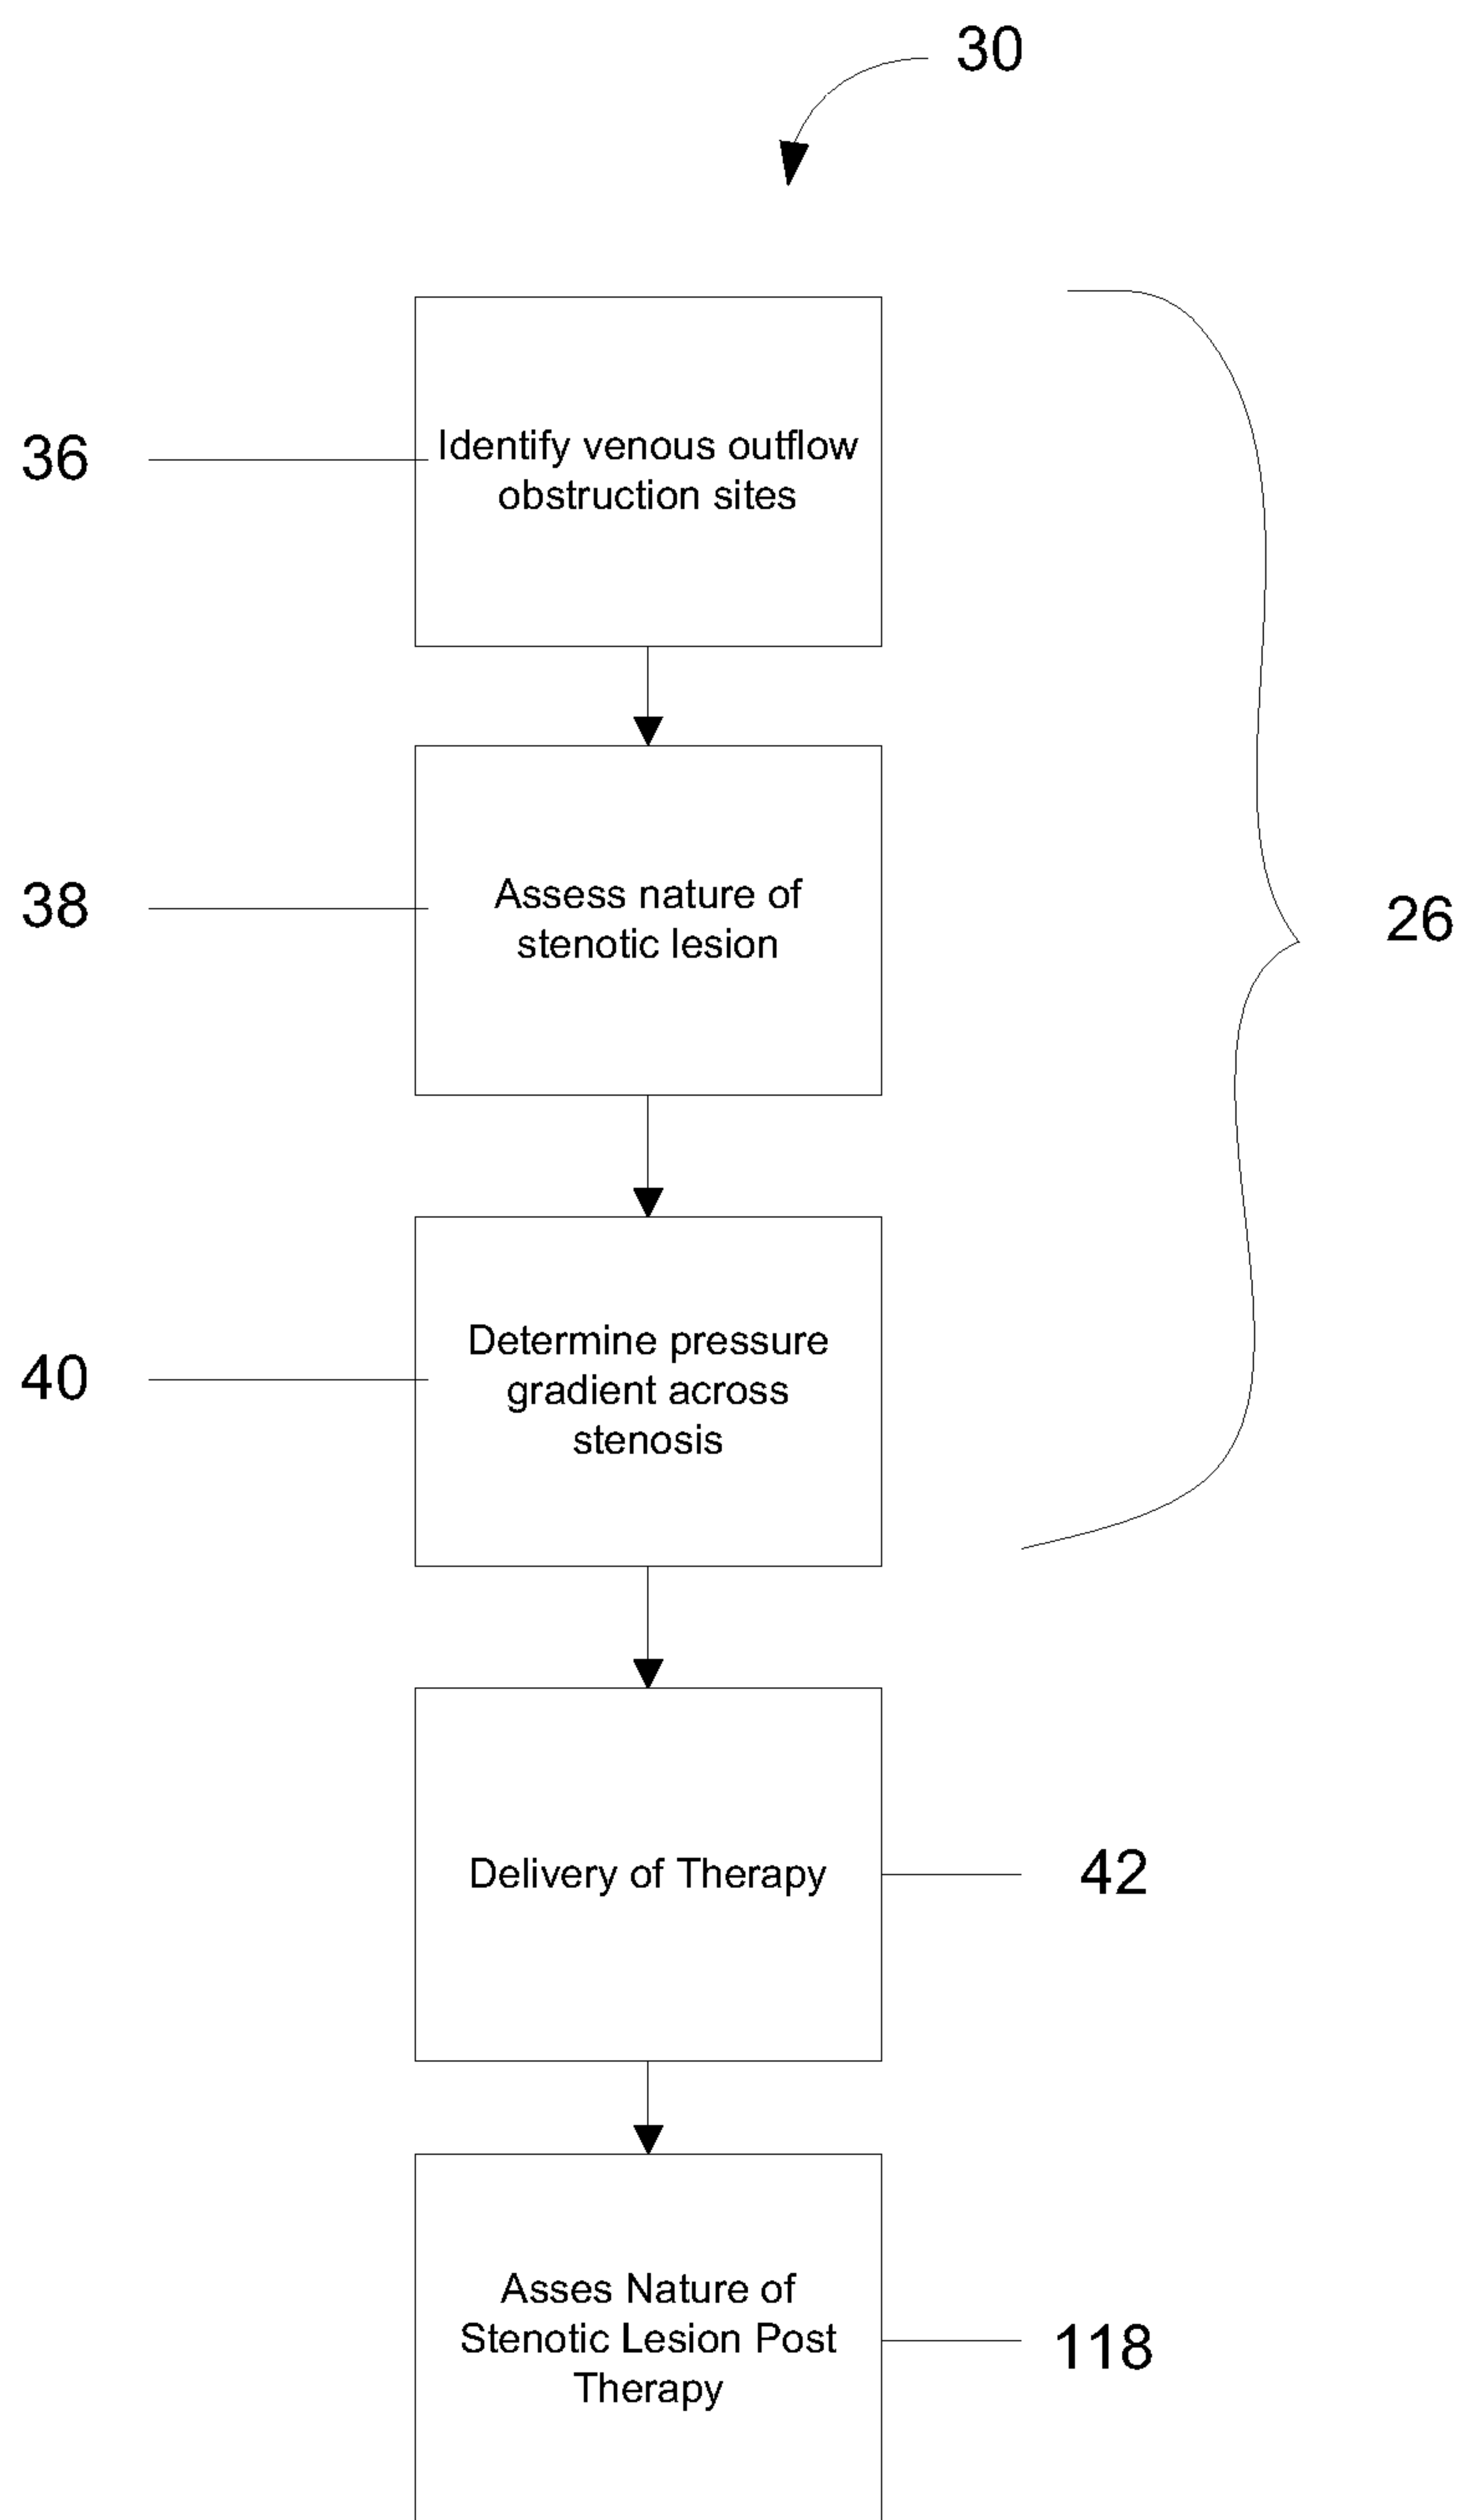 30
36
Identify venous outflow
obstruction sites
38
Assess nature of
stenotic lesion
26
40
Determine pressure
gradient across
stenosis
Delivery of Therapy
42
Asses Nature of
Stenotic Lesion Post
Therapy
118